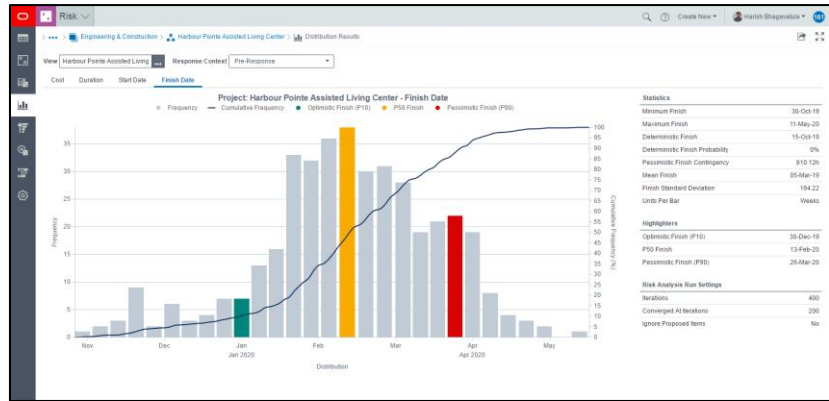 Risk
Create New
Harish Bhagavatula
161
> ••• > Engineering & Construction > Harbour Pointe Assisted Living Center > Distribution Results
View Harbour Pointe Assisted Living ... Response Context Pre-Response
Cost Duration Start Date Finish Date
Project: Harbour Pointe Assisted Living Center - Finish Date
Frequency Cumulative Frequency Optimistic Finish (P10) P50 Finish Pessimistic Finish (P90)
Frequency
35
30
25
20
15
10
5
0
100
95
90
85
80
75
70
65
60
55
50
45
40
35
30
25
20
15
10
5
0
Cumulative Frequency (%)
Nov Dec Jan Feb Mar Apr May
Jan 2020 Apr 2020
Distribution
Statistics
Minimum Finish 30-Oct-19
Maximum Finish 11-May-20
Deterministic Finish 15-Oct-19
Deterministic Finish Probability 0%
Pessimistic Finish Contingency 910.12h
Mean Finish 05-Mar-19
Finish Standard Deviation 194.22
Units Per Bar Weeks
Highlighters
Optimistic Finish (P10) 30-Dec-19
P50 Finish 13-Feb-20
Pessimistic Finish (P90) 26-Mar-20
Risk Analysis Run Settings
Iterations 400
Converged At Iterations 200
Ignore Proposed Items No